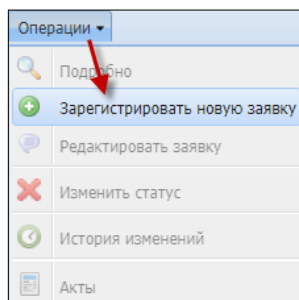 Операции
Подробно
Зарегистрировать новую заявку
Редактировать заявку
Изменить статус
История изменений
Акты